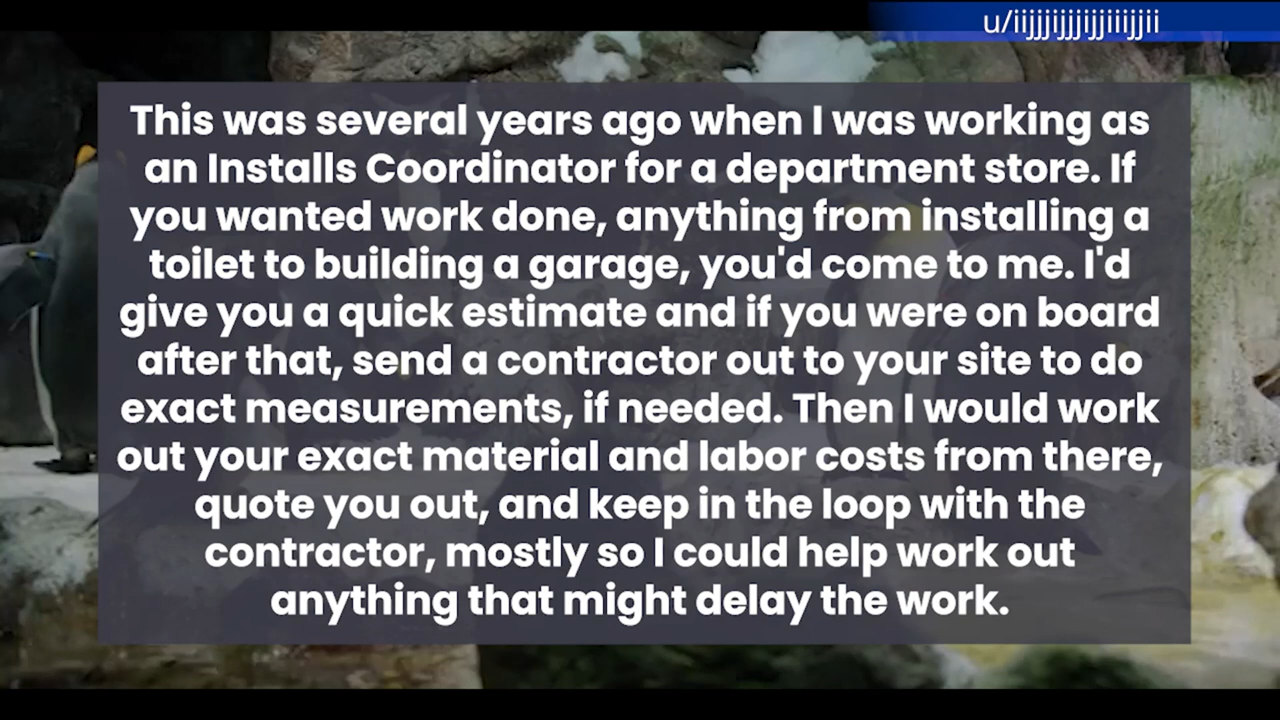 u/iijjjijjjijjiiijjii
This was several years ago when I was working as
an Installs Coordinator for a department store. If
you wanted work done, anything from installing a
toilet to building a garage, you'd come to me. I'd
give you a quick estimate and if you were on board
after that, send a contractor out to your site to do
exact measurements, if needed. Then I would work
out your exact material and labor costs from there,
quote you out, and keep in the loop with the
contractor, mostly so I could help work out
anything that might delay the work.